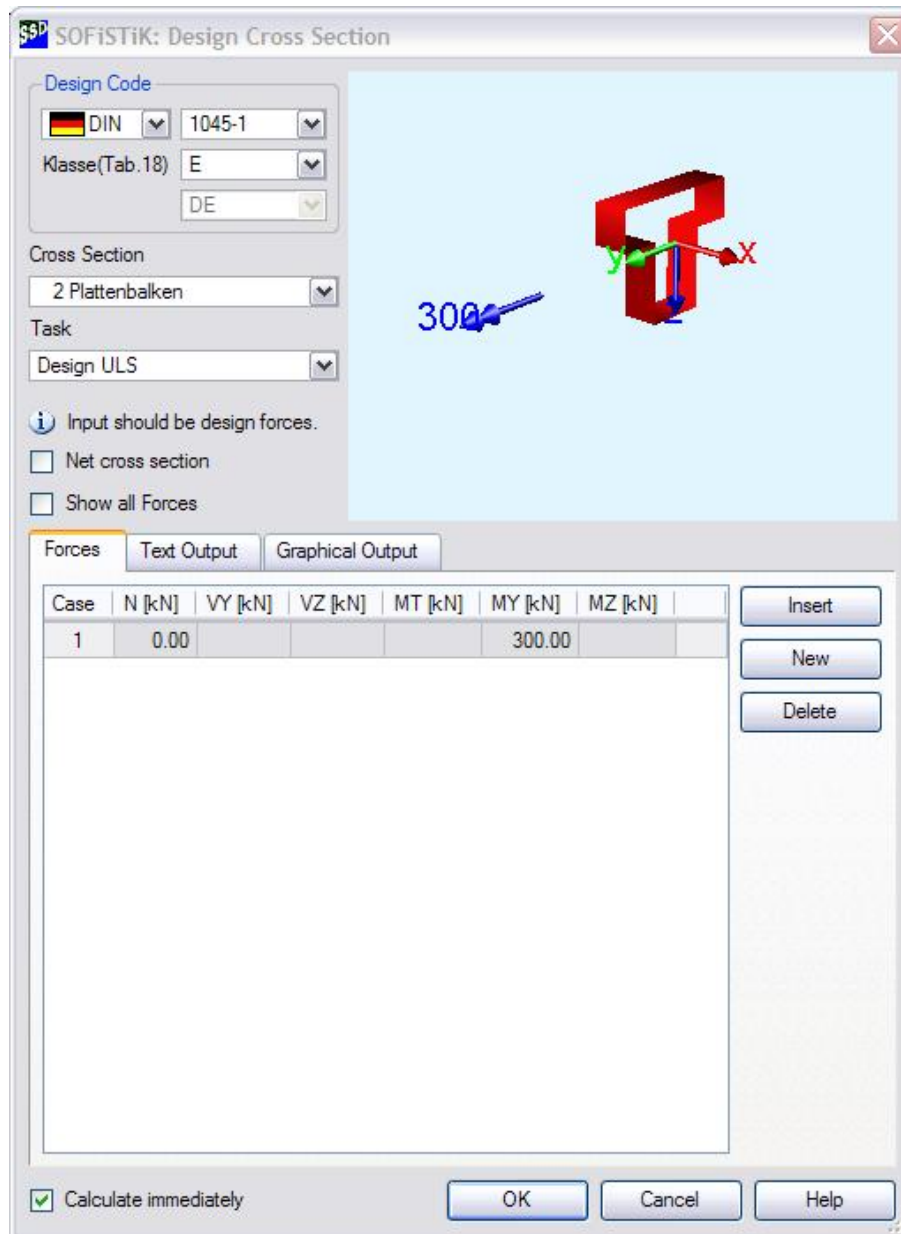 SSD SOFiSTiK: Design Cross Section
Design Code
DIN 1045-1
Klasse(Tab.18) E
DE
Cross Section
2 Plattenbalken
Task
Design ULS
Input should be design forces.
Net cross section
Show all Forces
y x
z
Forces Text Output Graphical Output
Case N [kN] VY [kN] VZ [kN] MT [kN] MY [kN] MZ [kN]
1 0.00 300.00
Insert
New
Delete
Calculate immediately OK Cancel Help